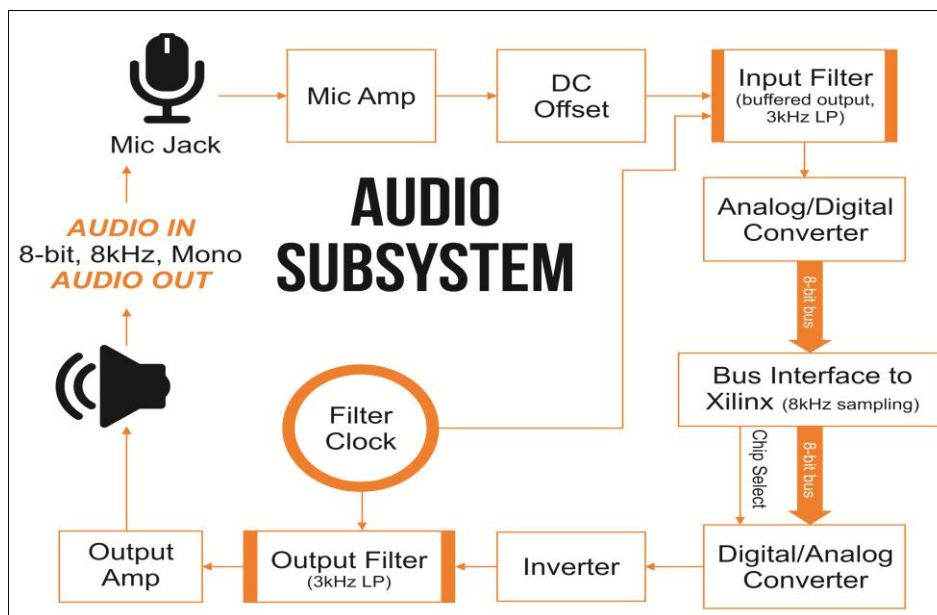 Mic Jack
Mic Amp
DC
Offset
Input Filter
(buffered output,
3kHz LP)
AUDIO
SUBSYSTEM
Analog/Digital
Converter
AUDIO IN
8-bit, 8kHz, Mono
AUDIO OUT
8-bit bus
Bus Interface to
Xilinx (8kHz sampling)
Filter
Clock
Chip Select
8-bit bus
Output
Amp
Output Filter
(3kHz LP)
Inverter
Digital/Analog
Converter